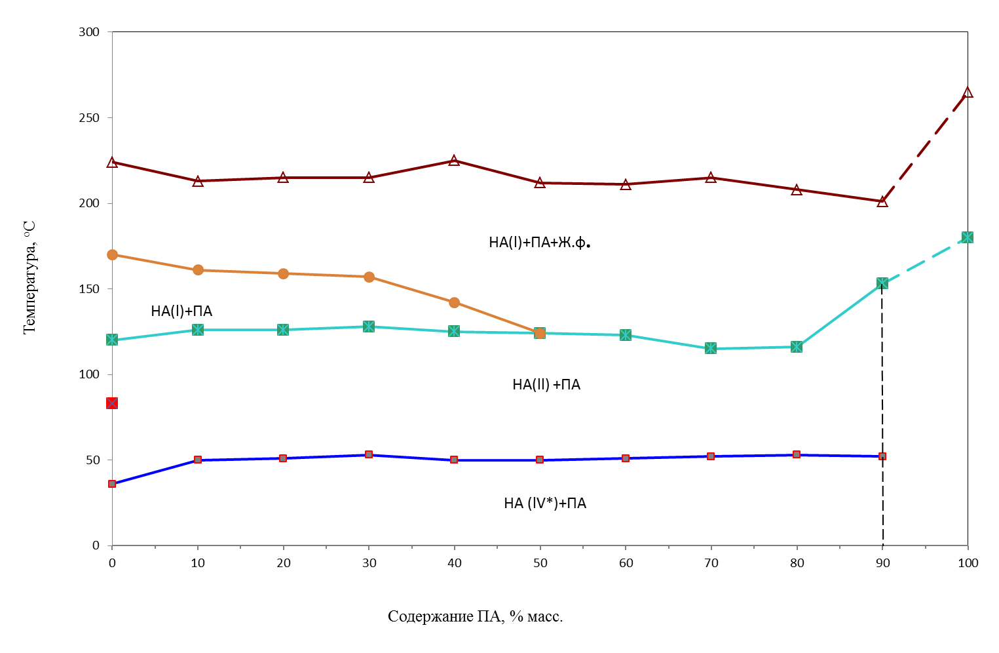 300
250
200
150
100
50
0
Температура, °С
НА(I)+ПА+Ж.ф.
НА(I)+ПА
НА(II) +ПА
НА (IV*)+ПА
0 10 20 30 40 50 60 70 80 90 100
Содержание ПА, % масс.